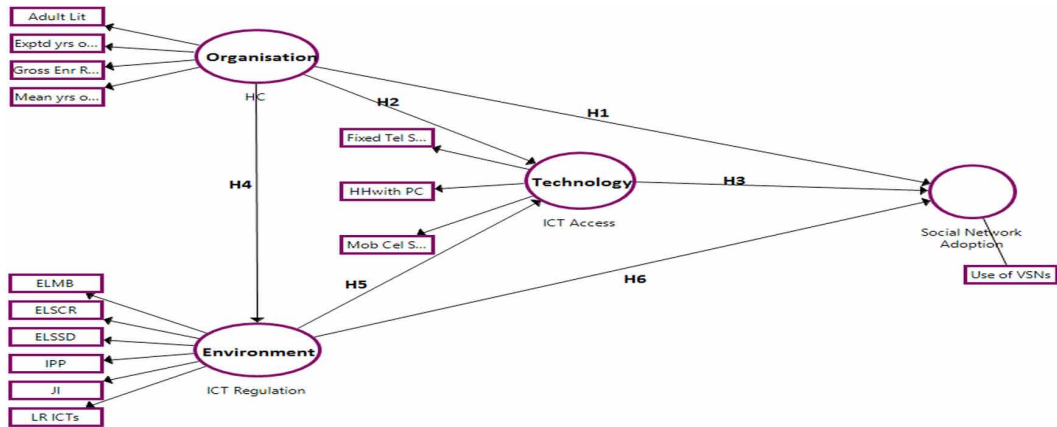 Adult Lit
Exptd yrs o...
Gross Enr R...
Mean yrs o...
Organisation
HC
H2
H1
Fixed Tel S...
HHwith PC
Mob Cel S...
Technology
ICT Access
H3
H4
Social Network
Adoption
Use of VSNs
H5
H6
ELMB
ELSCR
ELSSD
IPP
JI
LR ICTs
Environment
ICT Regulation